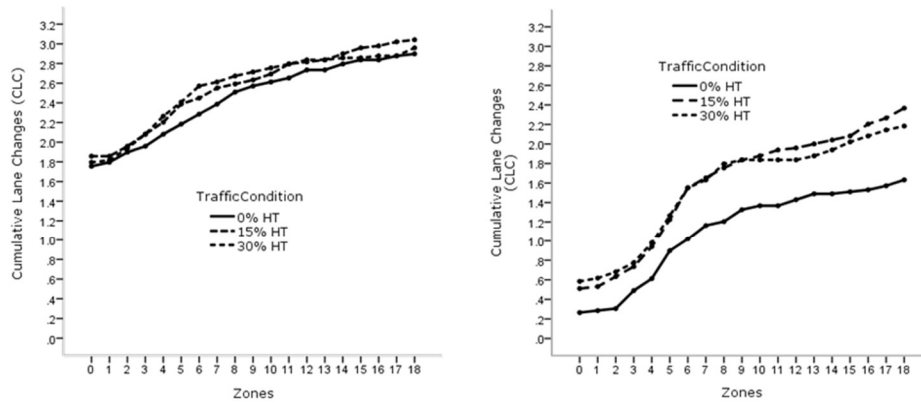 Cumulative Lane Changes (CLC)
3.2
3.0
2.8
2.6
2.4
2.2
2.0
1.8
1.6
1.4
1.2
1.0
.8
.6
.4
.2
.0
TrafficCondition
0% HT
15% HT
30% HT
0 1 2 3 4 5 6 7 8 9 10 11 12 13 14 15 16 17 18
Zones
Cumulative Lane Changes
(CLC)
3.2
3.0
2.8
2.6
2.4
2.2
2.0
1.8
1.6
1.4
1.2
1.0
.8
.6
.4
.2
.0
TrafficCondition
0% HT
15% HT
30% HT
0 1 2 3 4 5 6 7 8 9 10 11 12 13 14 15 16 17 18
Zones